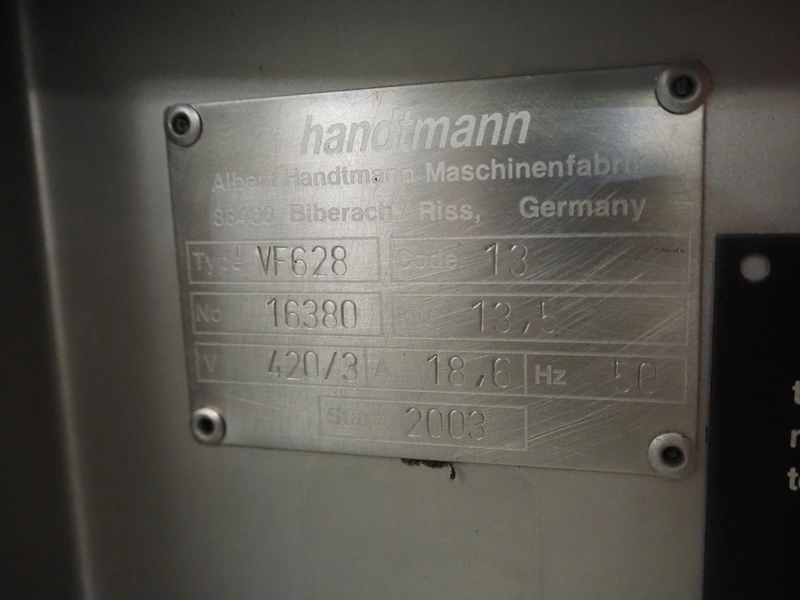 handtmann
Albert Handtmann Maschinenfabrik
88400 Biberach / Riss, Germany
Type VF628 Code 13
No 16380 13,5
V 420/3 A 18,6 Hz 50
2003
t